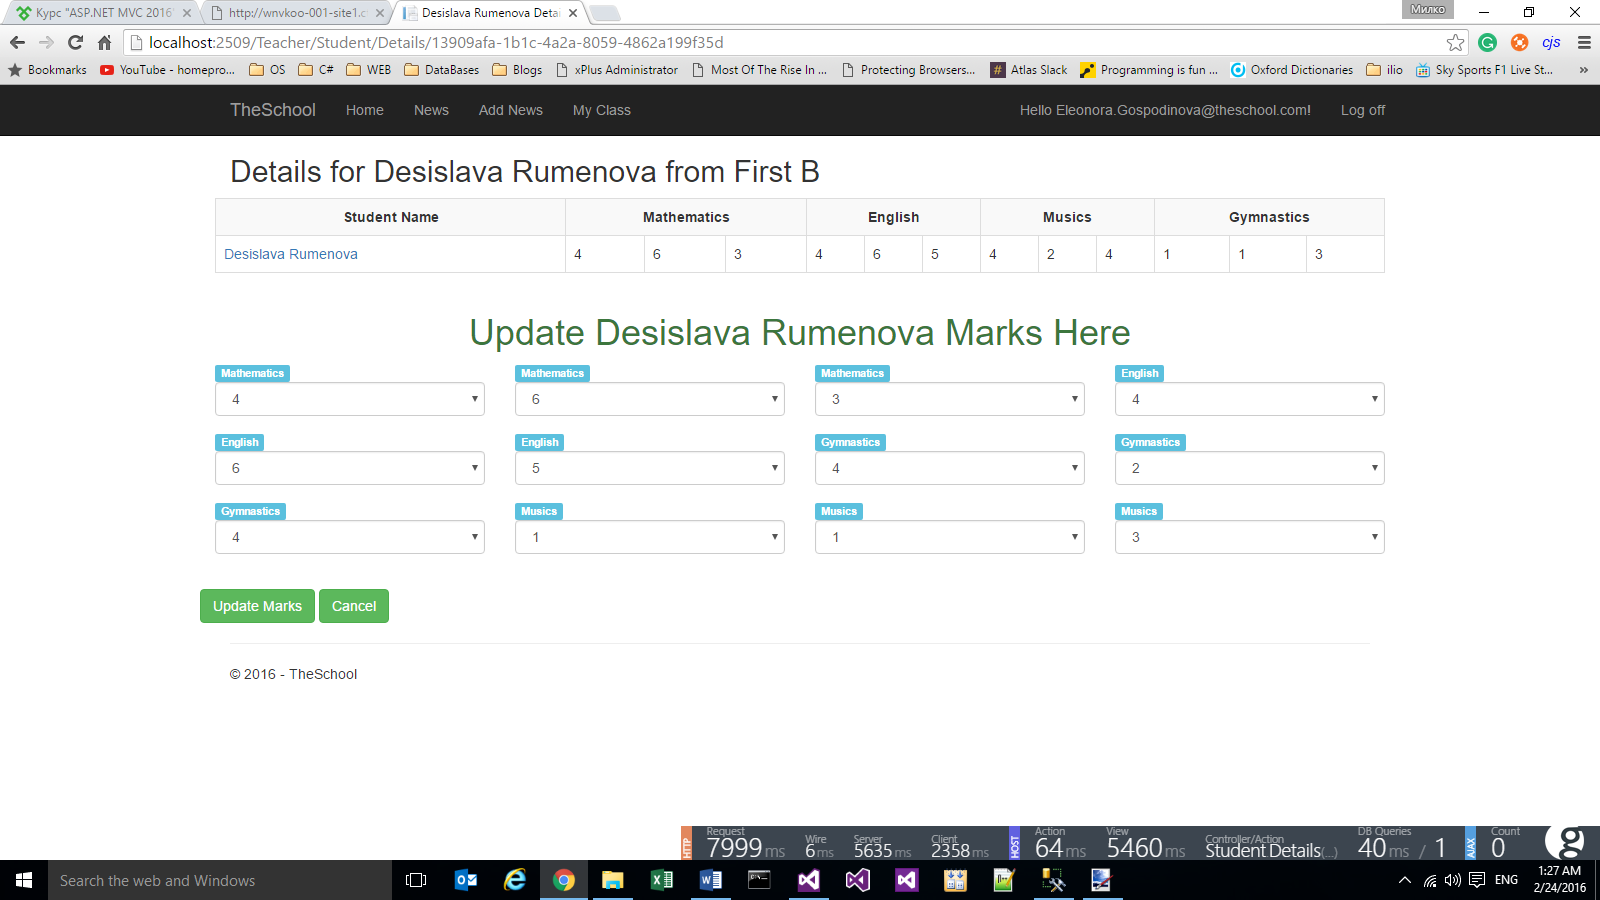 Курс "ASP.NET MVC 2016"
http://wnvkoo-001-site1.c
Desislava Rumenova Deta
Милко
localhost:2509/Teacher/Student/Details/13909afa-1b1c-4a2a-8059-4862a199f35d
cjs
Bookmarks YouTube - homepro... OS C# WEB DataBases Blogs xPlus Administrator Most Of The Rise In ... Protecting Browsers... # Atlas Slack Programming is fun ... Oxford Dictionaries ilio Sky Sports F1 Live St... »
TheSchool Home News Add News My Class Hello Eleonora.Gospodinova@theschool.com! Log off
Details for Desislava Rumenova from First B
Student Name Mathematics English Musics Gymnastics
Desislava Rumenova 4 6 3 4 6 5 4 2 4 1 1 3
Update Desislava Rumenova Marks Here
Mathematics Mathematics Mathematics English
4 6 3 4
English English Gymnastics Gymnastics
6 5 4 2
Gymnastics Musics Musics Musics
4 1 1 3
Update Marks Cancel
© 2016 - TheSchool
HTTP Request 7999 ms Wire 6 ms Server 5635 ms Client 2358 ms HOST Action 64 ms View 5460 ms Controller/Action Student Details(...) DB Queries 40 ms / 1 AJAX Count 0 g
Search the web and Windows
ENG
1:27 AM
2/24/2016